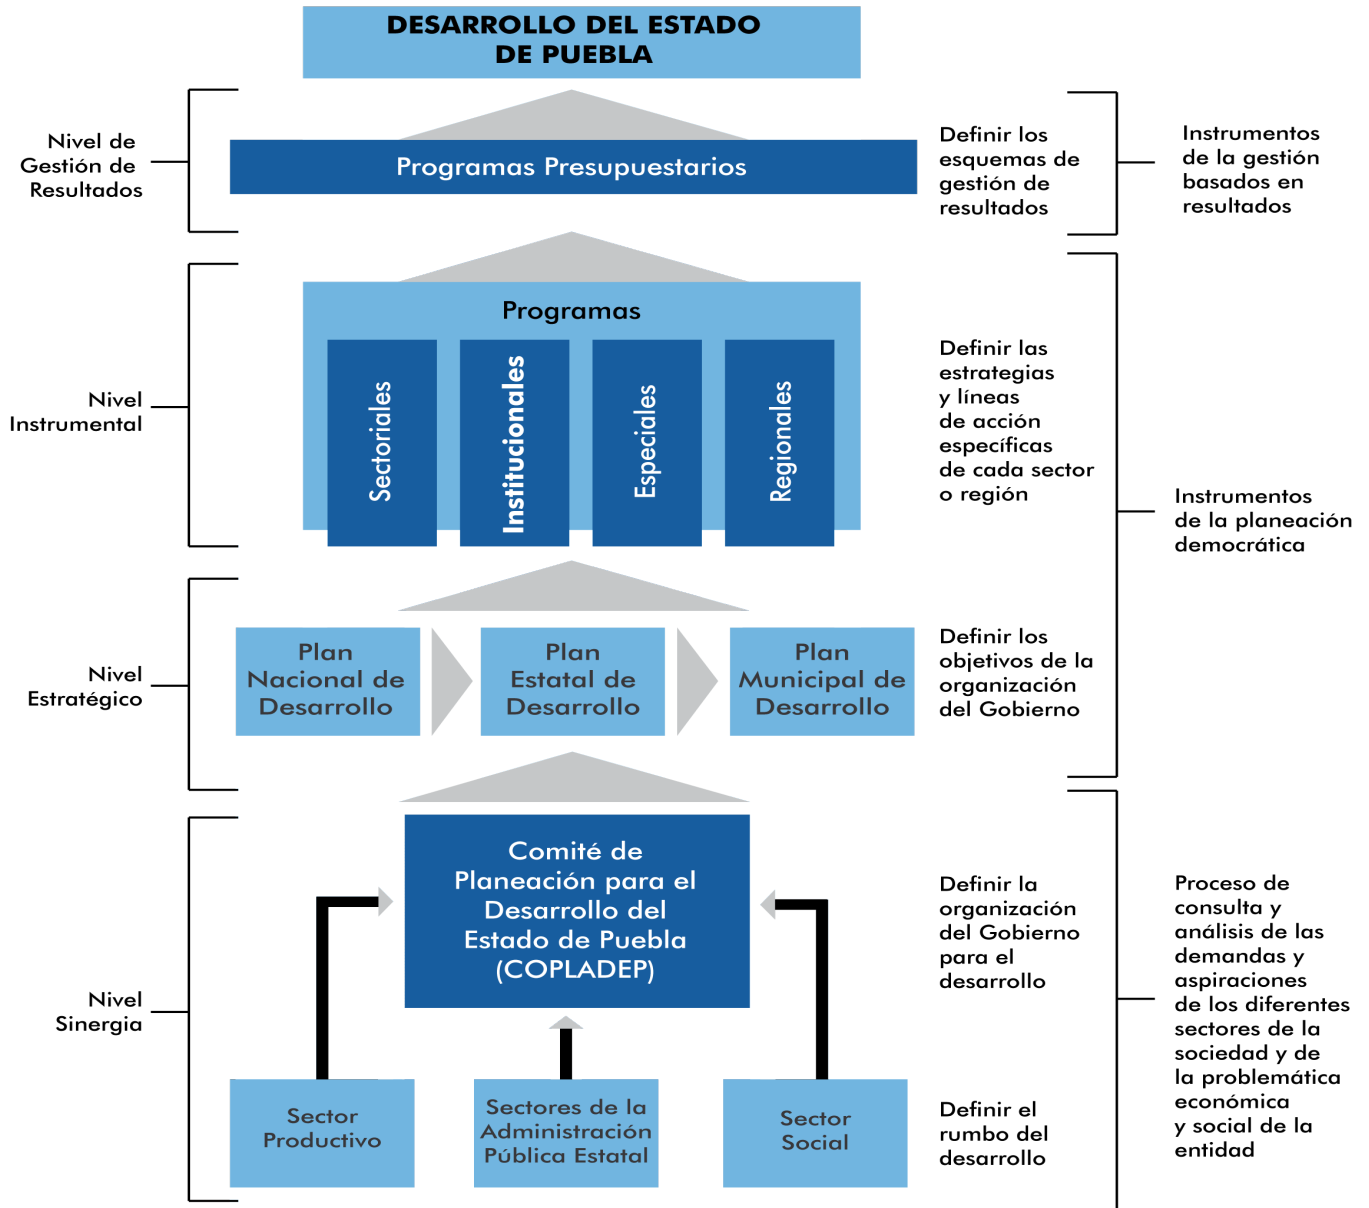 DESARROLLO DEL ESTADO
DE PUEBLA
Nivel de
Gestión de
Resultados
Programas Presupuestarios
Definir los
esquemas de
gestión de
resultados
Instrumentos
de la gestión
basados en
resultados
Nivel
Instrumental
Programas
Sectoriales
Institucionales
Especiales
Regionales
Definir las
estrategias
y líneas
de acción
específicas
de cada sector
o región
Instrumentos
de la planeación
democrática
Nivel
Estratégico
Plan
Nacional de
Desarrollo
Plan
Estatal de
Desarrollo
Plan
Municipal de
Desarrollo
Definir los
objetivos de la
organización
del Gobierno
Nivel
Sinergia
Comité de
Planeación para el
Desarrollo del
Estado de Puebla
(COPLADEP)
Definir la
organización
del Gobierno
para el
desarrollo
Proceso de
consulta y
análisis de las
demandas y
aspiraciones
de los diferentes
sectores de la
sociedad y de
la problemática
económica
y social de la
entidad
Sector
Productivo
Sectores de la
Administración
Pública Estatal
Sector
Social
Definir el
rumbo del
desarrollo